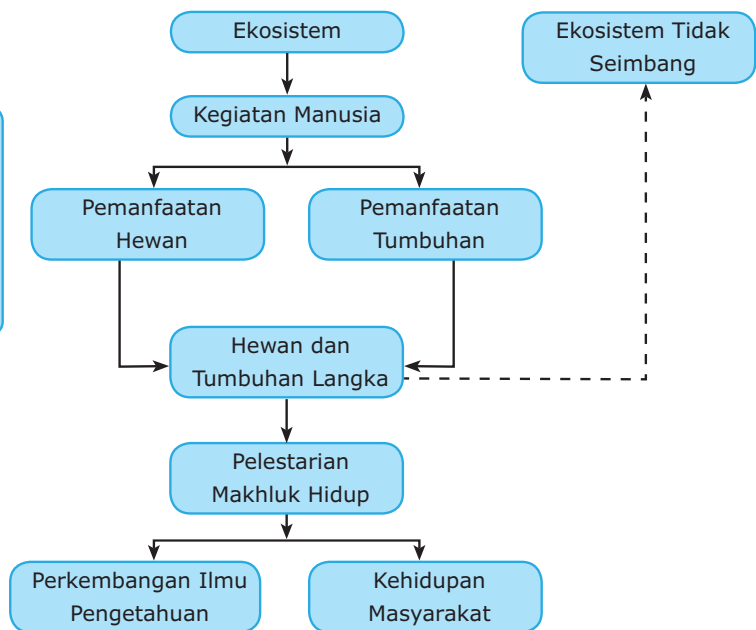 Ekosistem
Ekosistem Tidak
Seimbang
Kegiatan Manusia
Pemanfaatan
Hewan
Pemanfaatan
Tumbuhan
Hewan dan
Tumbuhan Langka
Pelestarian
Makhluk Hidup
Perkembangan Ilmu
Pengetahuan
Kehidupan
Masyarakat